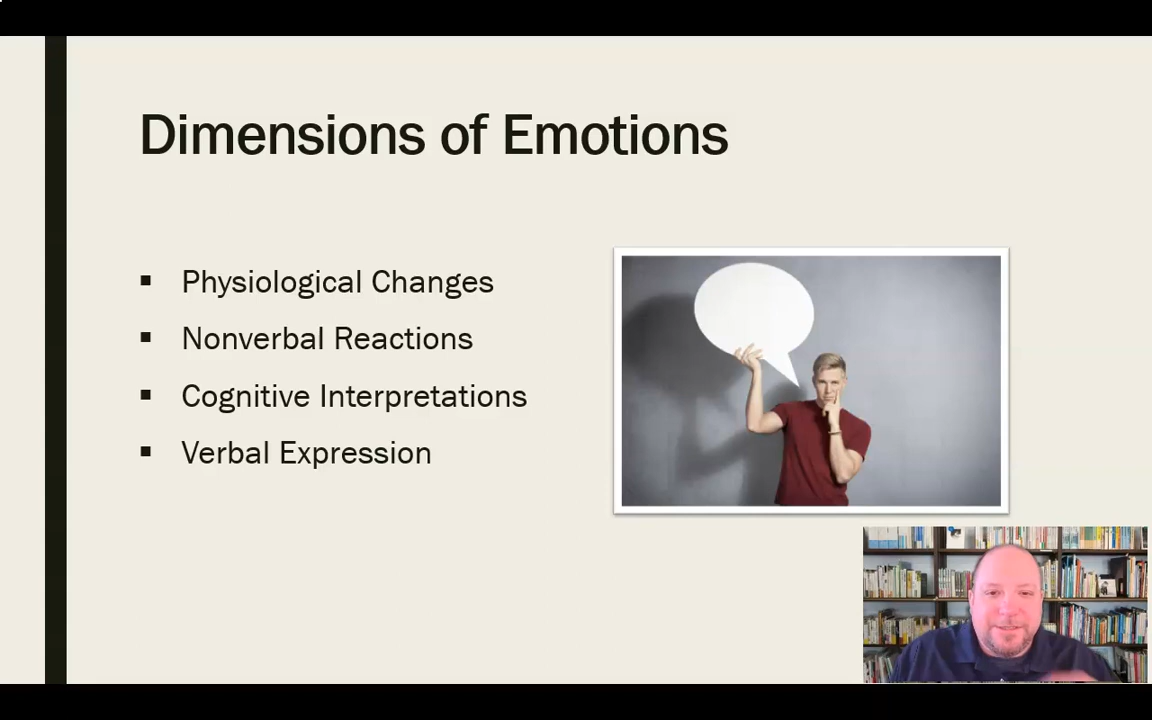 Dimensions of Emotions
▪ Physiological Changes
▪ Nonverbal Reactions
▪ Cognitive Interpretations
▪ Verbal Expression